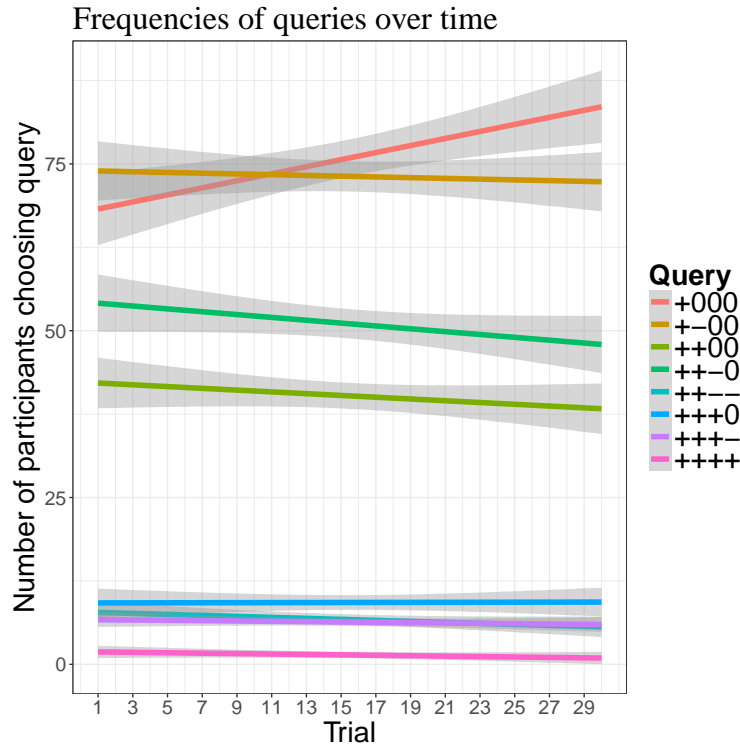 Frequencies of queries over time
Number of participants choosing query
75
50
25
0
1 3 5 7 9 11 13 15 17 19 21 23 25 27 29
Trial
Query
+000
+-00
++00
++-0
++--
+++0
+++-
++++